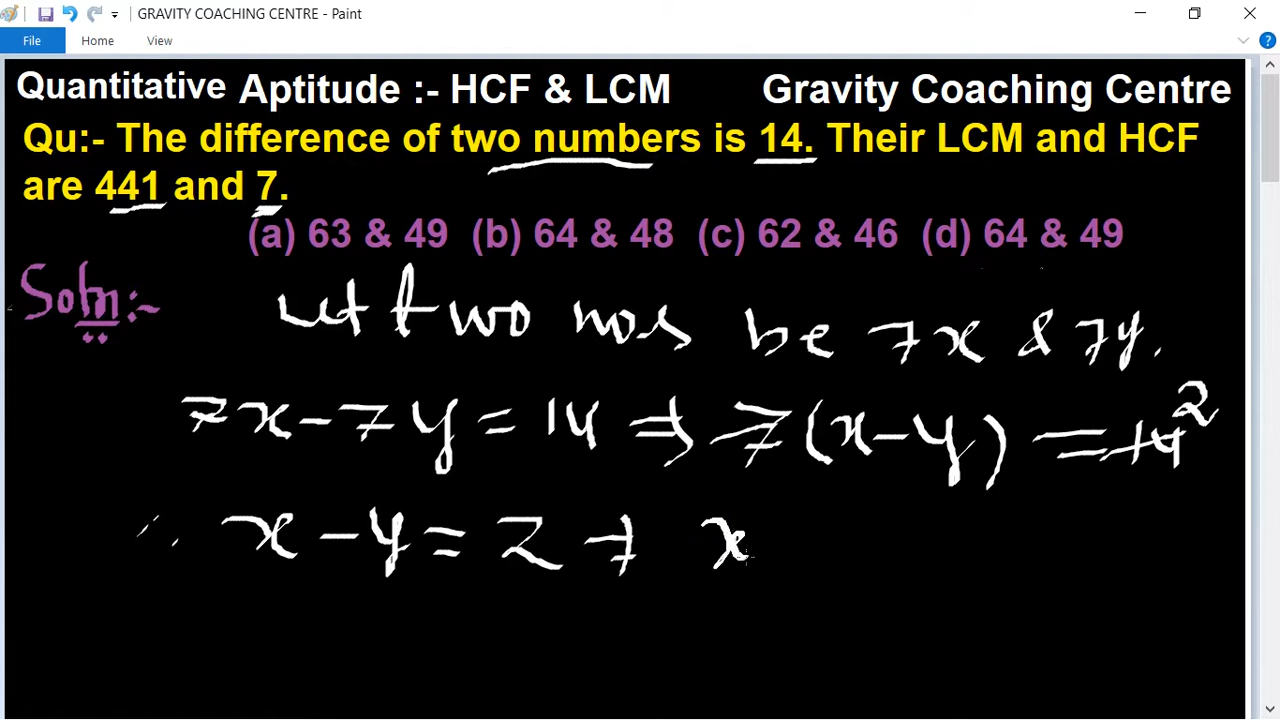 GRAVITY COACHING CENTRE - Paint
File Home View
Quantitative Aptitude :- HCF & LCM Gravity Coaching Centre
Qu:- The difference of two numbers is 14. Their LCM and HCF
are 441 and 7.
(a) 63 & 49 (b) 64 & 48 (c) 62 & 46 (d) 64 & 49
Soln:- Let two nos be 7x & 7y.
7x - 7y = 14 ⇒ 7(x - y) = 14 2
∴ x - y = 2 ⇒ x